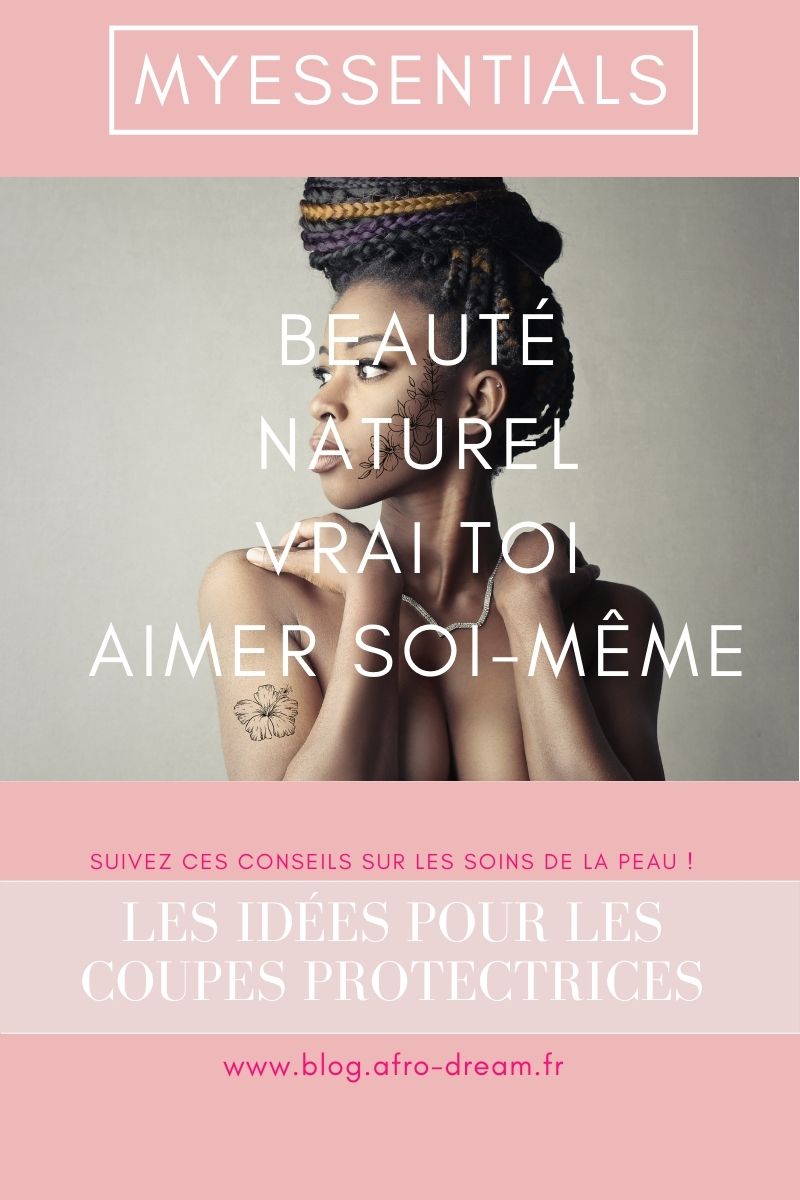 MYESSENTIALS
BEAUTÉ
NATUREL
VRAI TOI
AIMER SOI-MÊME
SUIVEZ CES CONSEILS SUR LES SOINS DE LA PEAU !
LES IDÉES POUR LES
COUPES PROTECTRICES
www.blog.afro-dream.fr